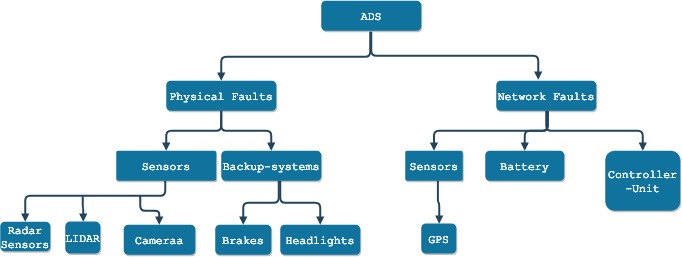 ADS
Physical Faults
Network Faults
Sensors
Backup-systems
Sensors
Battery
Controller
-Unit
Radar
Sensors
LIDAR
Cameraa
Brakes
Headlights
GPS